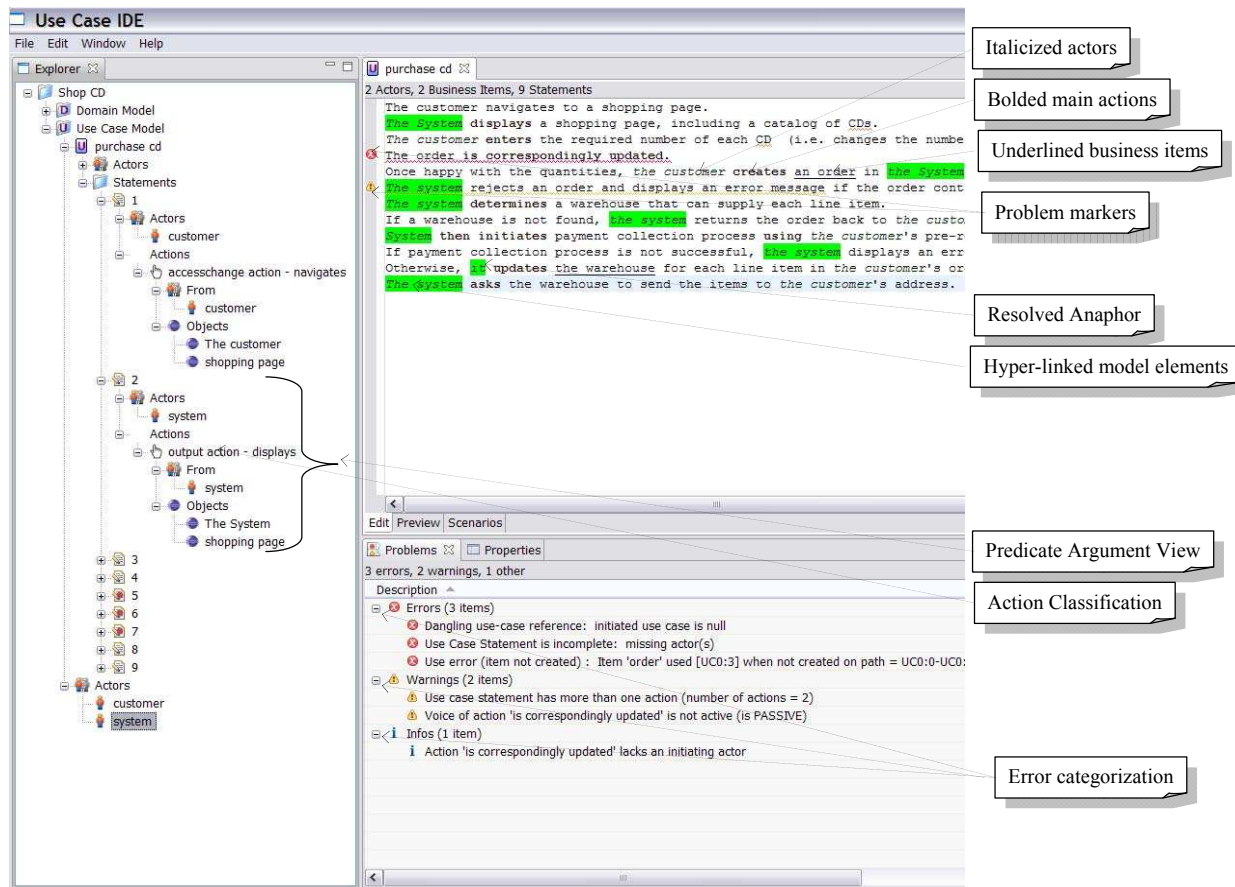 Use Case IDE
File Edit Window Help
Explorer
Shop CD
Domain Model
Use Case Model
purchase cd
Actors
Statements
1
Actors
customer
Actions
accesschange action - navigates
From
customer
Objects
The customer
shopping page
2
Actors
system
Actions
output action - displays
From
system
Objects
The System
shopping page
3
4
5
6
7
8
9
Actors
customer
system
purchase cd
2 Actors, 2 Business Items, 9 Statements
The customer navigates to a shopping page.
The System displays a shopping page, including a catalog of CDs.
The customer enters the required number of each CD (i.e. changes the numbe
The order is correspondingly updated.
Once happy with the quantities, the customer creates an order in the System
The system rejects an order and displays an error message if the order cont
The system determines a warehouse that can supply each line item.
If a warehouse is not found, the system returns the order back to the custo
System then initiates payment collection process using the customer's pre-r
If payment collection process is not successful, the system displays an err
Otherwise, it updates the warehouse for each line item in the customer's or
The System asks the warehouse to send the items to the customer's address.
Edit Preview Scenarios
Problems Properties
3 errors, 2 warnings, 1 other
Description
Errors (3 items)
Dangling use-case reference: initiated use case is null
Use Case Statement is incomplete: missing actor(s)
Use error (item not created) : Item 'order' used [UC0:3] when not created on path = UC0:0-UC0:
Warnings (2 items)
Use case statement has more than one action (number of actions = 2)
Voice of action 'is correspondingly updated' is not active (is PASSIVE)
Infos (1 item)
Action 'is correspondingly updated' lacks an initiating actor
Italicized actors
Bolded main actions
Underlined business items
Problem markers
Resolved Anaphor
Hyper-linked model elements
Predicate Argument View
Action Classification
Error categorization